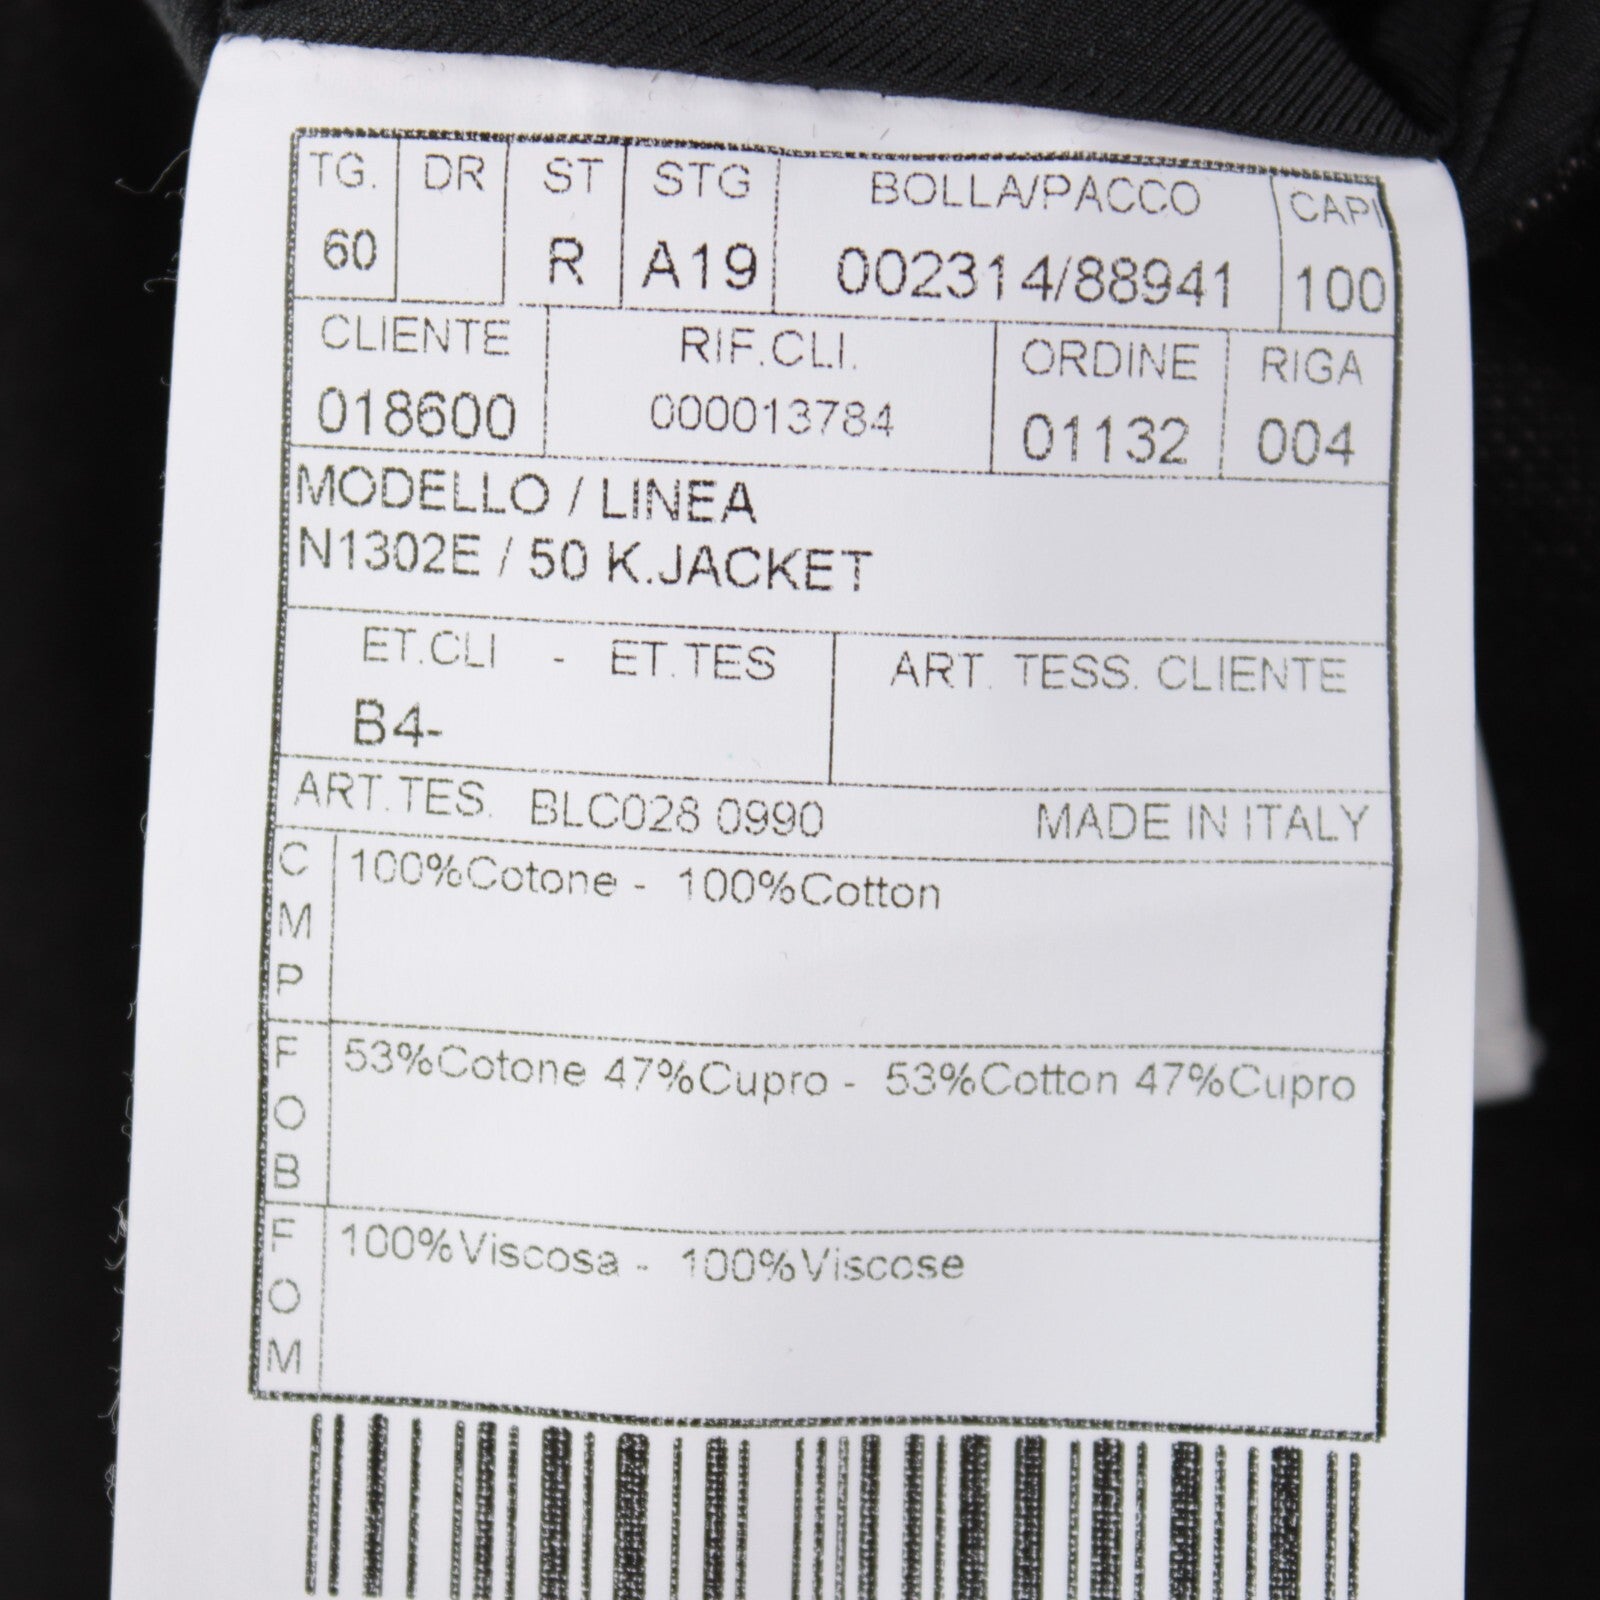 TG. DR ST STG BOLLA/PACCO CAPI
60 R A19 002314/88941 100
CLIENTE RIF.CLI. ORDINE RIGA
018600 000013784 01132 004
MODELLO / LINEA
N1302E / 50 K.JACKET
ET.CLI - ET.TES ART. TESS. CLIENTE
B4-
ART.TES. BLC028 0990 MADE IN ITALY
CMP 100%Cotone - 100%Cotton
FOB 53%Cotone 47%Cupro - 53%Cotton 47%Cupro
FOM 100%Viscosa - 100%Viscose